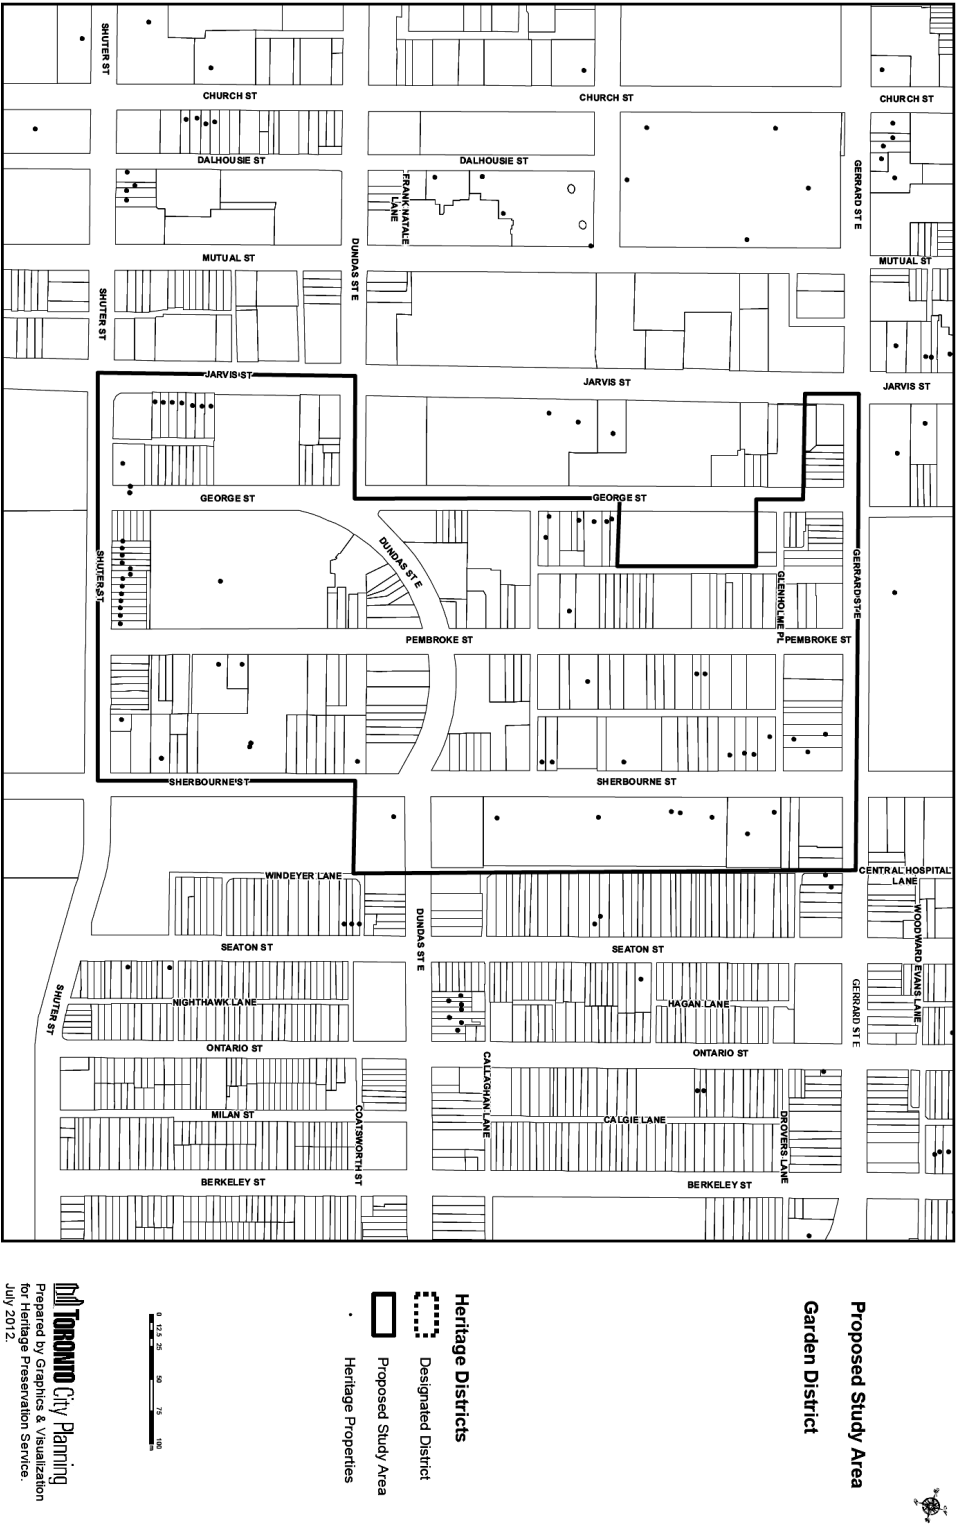 SHUTER ST
CHURCH ST
CHURCH ST
CHURCH ST
DALHOUSIE ST
DALHOUSIE ST
GERRARD ST E
FRANK NATALE
LANE
MUTUAL ST
MUTUAL ST
DUNDAS ST E
SHUTER ST
JARVIS ST
JARVIS ST
JARVIS ST
GEORGE ST
GEORGE ST
DUNDAS ST E
SHUTER ST
GERRARD ST E
GLENHOLME PL
PEMBROKE ST
PEMBROKE ST
SHERBOURNE ST
SHERBOURNE ST
WINDEYER LANE
CENTRAL HOSPITAL
LANE
WOODWARD EVANS LANE
DUNDAS ST E
SEATON ST
SEATON ST
SHUTER ST
NIGHTHAWK LANE
HAGAN LANE
GERRARD ST E
ONTARIO ST
ONTARIO ST
CALLAGHAN LANE
MILAN ST
COATSWORTH ST
CALGIE LANE
DROVERS LANE
BERKELEY ST
BERKELEY ST
Proposed Study Area
Garden District
Heritage Districts
Designated District
Proposed Study Area
Heritage Properties
0 12.5 25 50 75 100
m
TORONTO City Planning
Prepared by Graphics & Visualization
for Heritage Preservation Service.
July 2012.